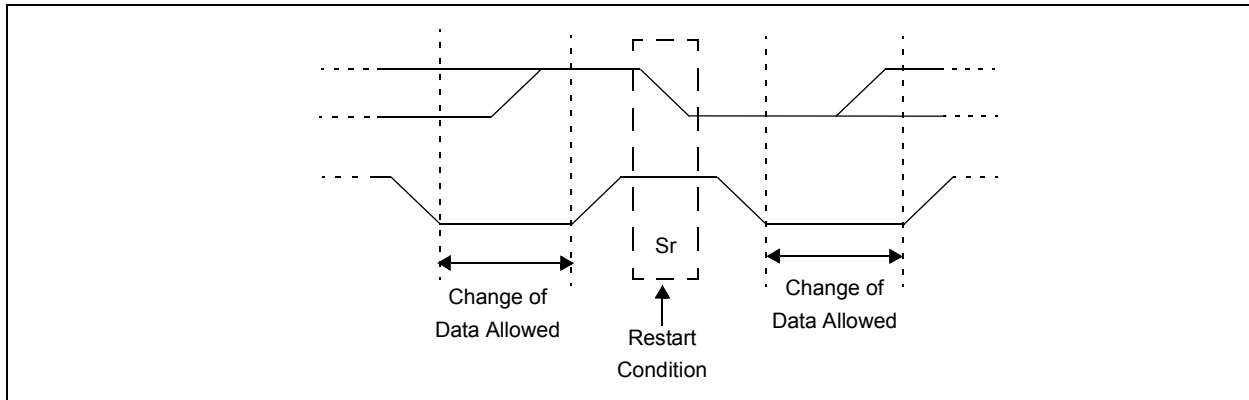 Sr
Change of
Data Allowed
Restart
Condition
Change of
Data Allowed